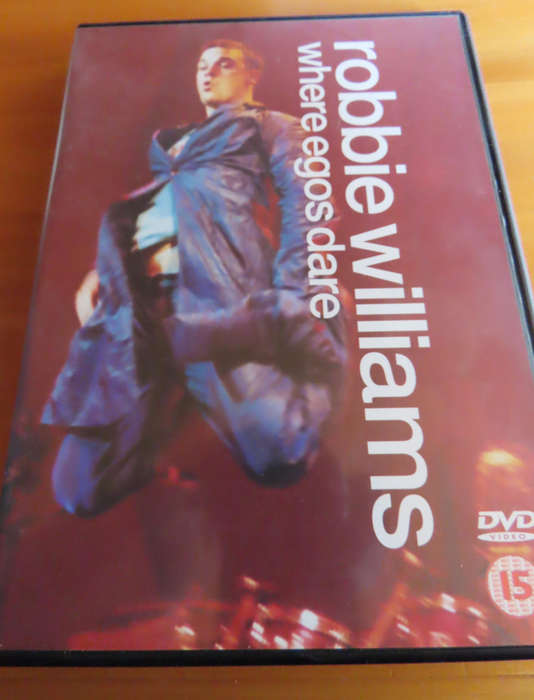 robbie williams
where egos dare
DVD
VIDEO
15